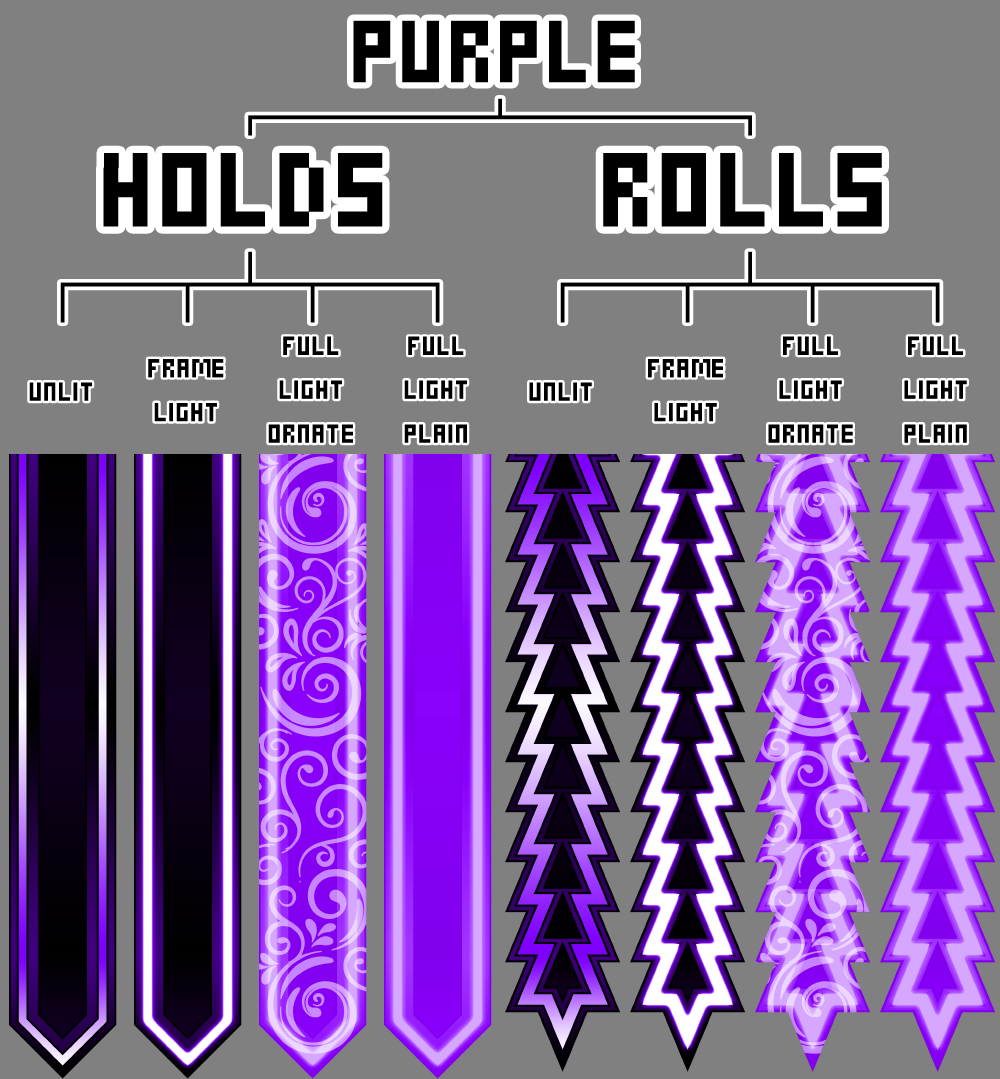 PURPLE
HOLDS
ROLLS
UNLIT
FRAME
LIGHT
FULL
LIGHT
ORNATE
FULL
LIGHT
PLAIN
UNLIT
FRAME
LIGHT
FULL
LIGHT
ORNATE
FULL
LIGHT
PLAIN